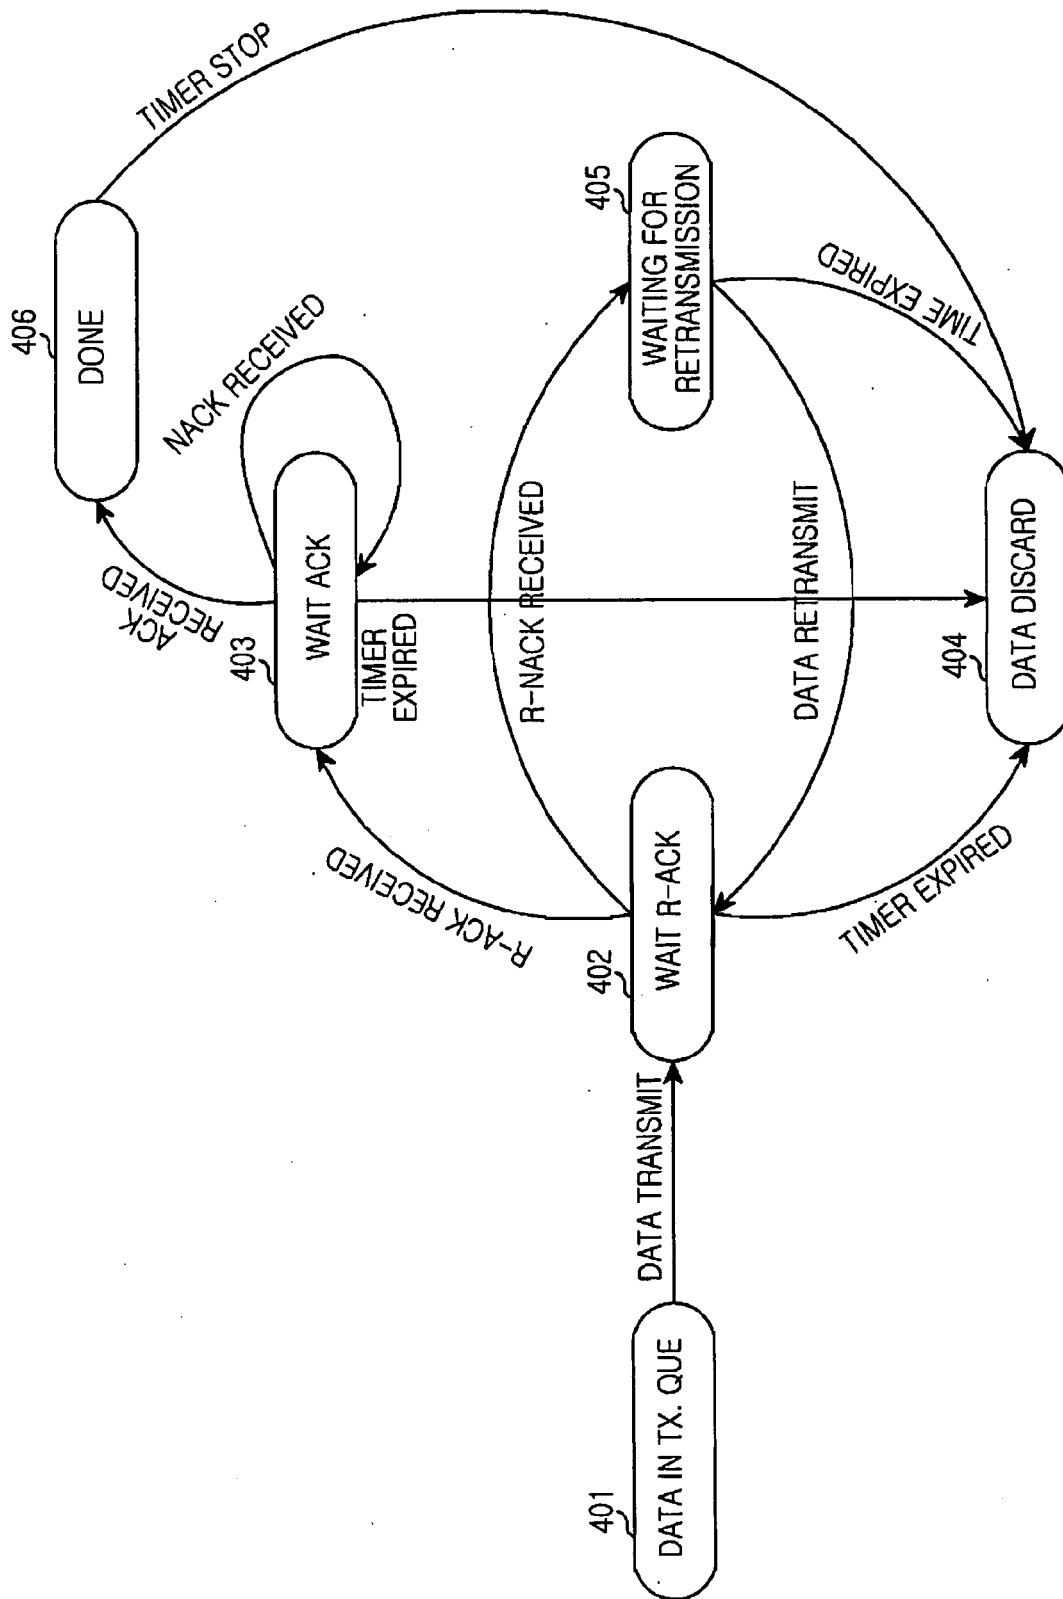 406
DONE
TIMER STOP
ACK
RECEIVED
NACK RECEIVED
403
WAIT ACK
TIMER
EXPIRED
R-ACK RECEIVED
R-NACK RECEIVED
405
WAITING FOR
RETRANSMISSION
401
DATA IN TX. QUE
DATA TRANSMIT
402
WAIT R-ACK
DATA RETRANSMIT
TIME EXPIRED
TIMER EXPIRED
404
DATA DISCARD